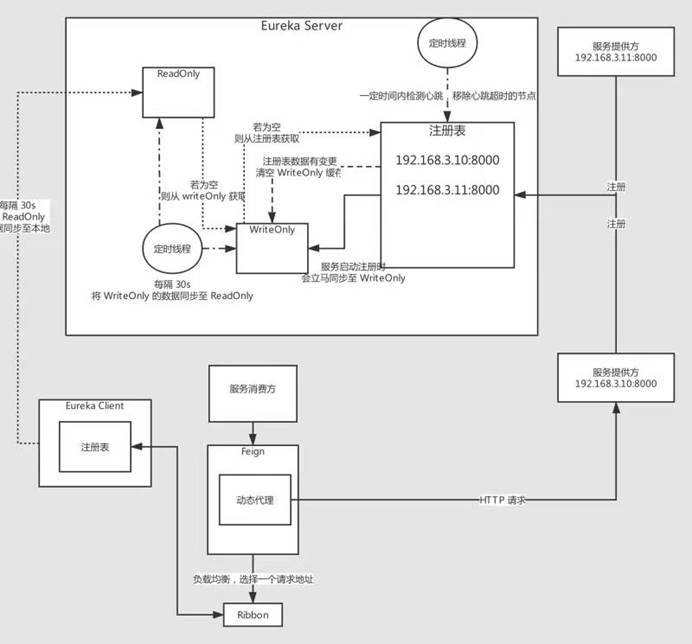 Eureka Server
定时线程
服务提供方
192.168.3.11:8000
ReadOnly
一定时间内检测心跳，移除心跳超时的节点
若为空
则从注册表获取
注册表
192.168.3.10:8000
192.168.3.11:8000
注册表数据有变更
清空 WriteOnly 缓存
若为空
则从 writeOnly 获取
注册
注册
每隔 30s
ReadOnly
据同步至本地
WriteOnly
定时线程
服务启动注册时
会立马同步至 WriteOnly
每隔 30s
将 WriteOnly 的数据同步至 ReadOnly
服务提供方
192.168.3.10:8000
服务消费方
Eureka Client
注册表
Feign
动态代理
HTTP 请求
负载均衡，选择一个请求地址
Ribbon